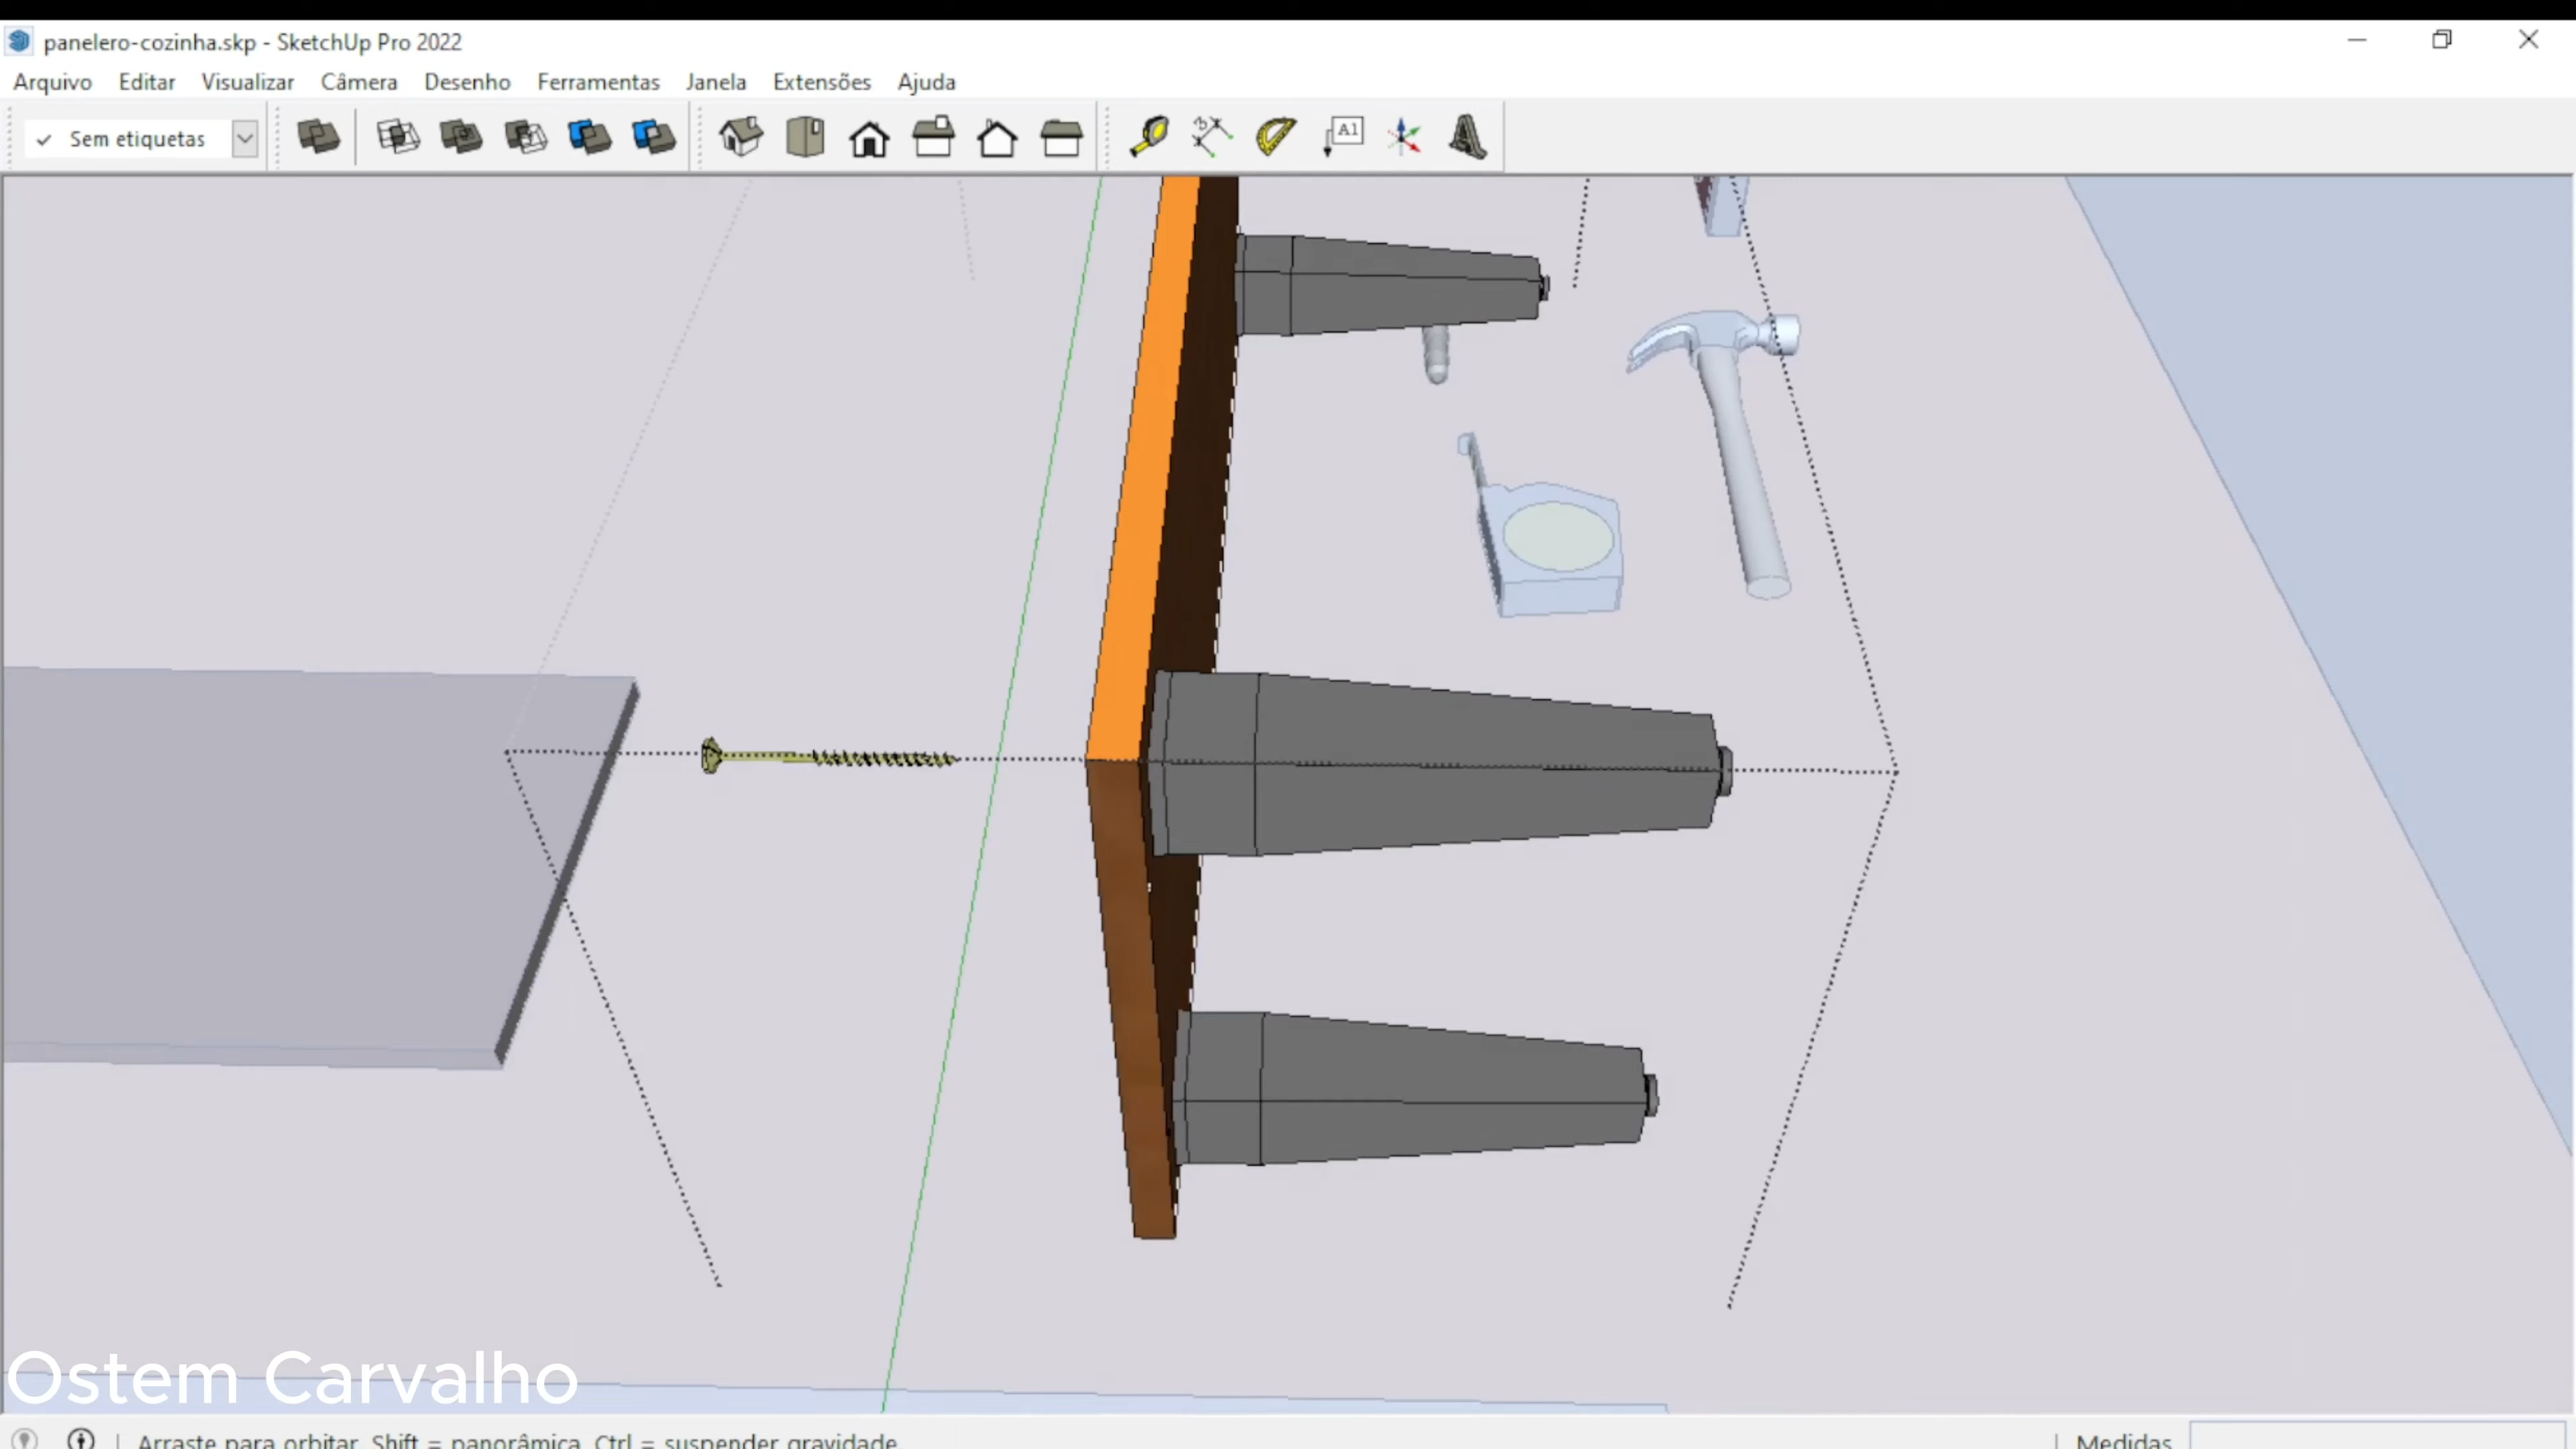 panelero-cozinha.skp - SketchUp Pro 2022
Arquivo Editar Visualizar Câmera Desenho Ferramentas Janela Extensões Ajuda
Sem etiquetas
A1
Ostem Carvalho
Arraste para orbitar. Shift = panorâmica, Ctrl = suspender gravidade
Medidas